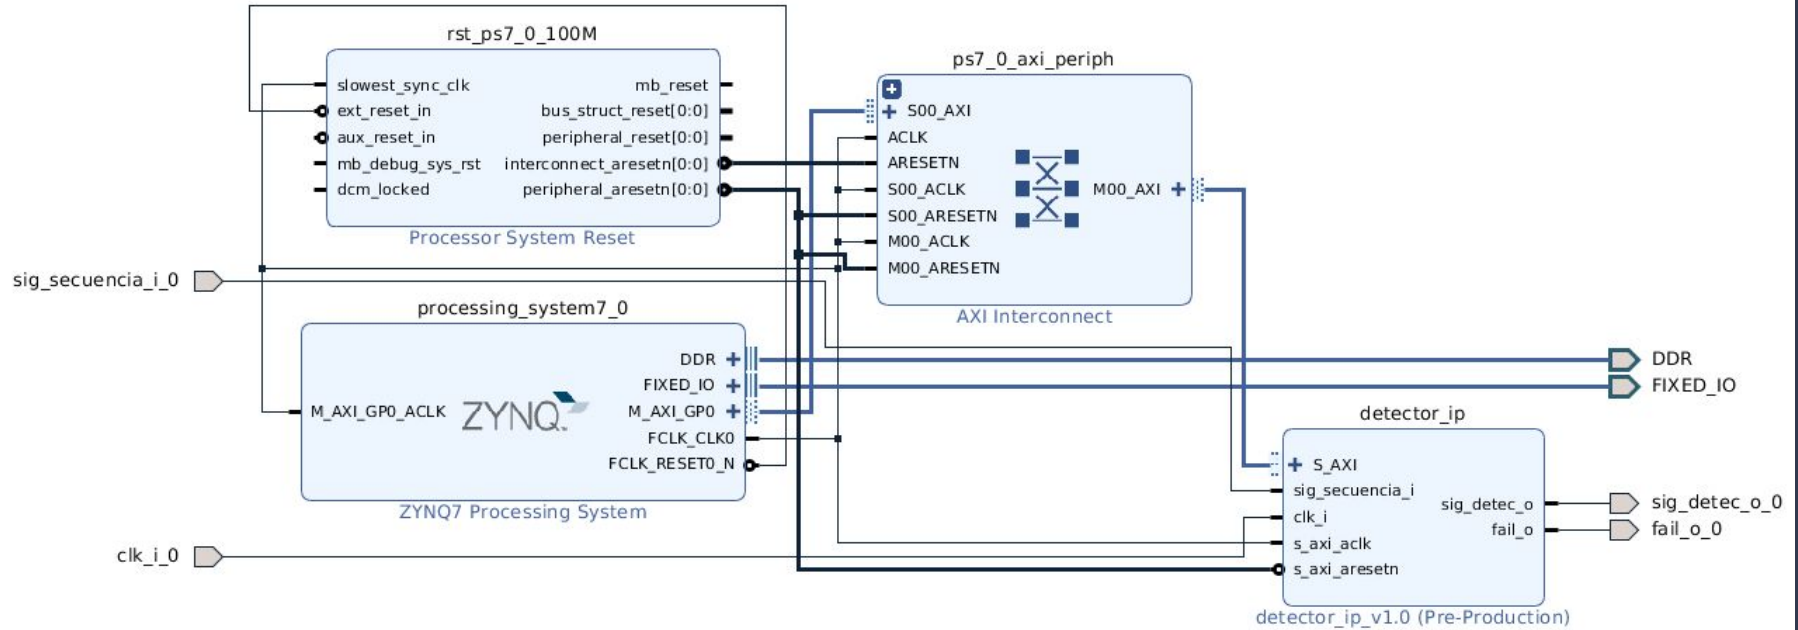 rst_ps7_0_100M
slowest_sync_clk
ext_reset_in
aux_reset_in
mb_debug_sys_rst
dcm_locked
mb_reset
bus_struct_reset[0:0]
peripheral_reset[0:0]
interconnect_aresetn[0:0]
peripheral_aresetn[0:0]
Processor System Reset
ps7_0_axi_periph
S00_AXI
ACLK
ARESETN
S00_ACLK
S00_ARESETN
M00_ACLK
M00_ARESETN
M00_AXI
AXI Interconnect
sig_secuencia_i_0
processing_system7_0
M_AXI_GP0_ACLK
ZYNQ
DDR
FIXED_IO
M_AXI_GP0
FCLK_CLK0
FCLK_RESET0_N
ZYNQ7 Processing System
DDR
FIXED_IO
clk_i_0
detector_ip
S_AXI
sig_secuencia_i
clk_i
s_axi_aclk
s_axi_aresetn
sig_detec_o
fail_o
detector_ip_v1.0 (Pre-Production)
sig_detec_o_0
fail_o_0